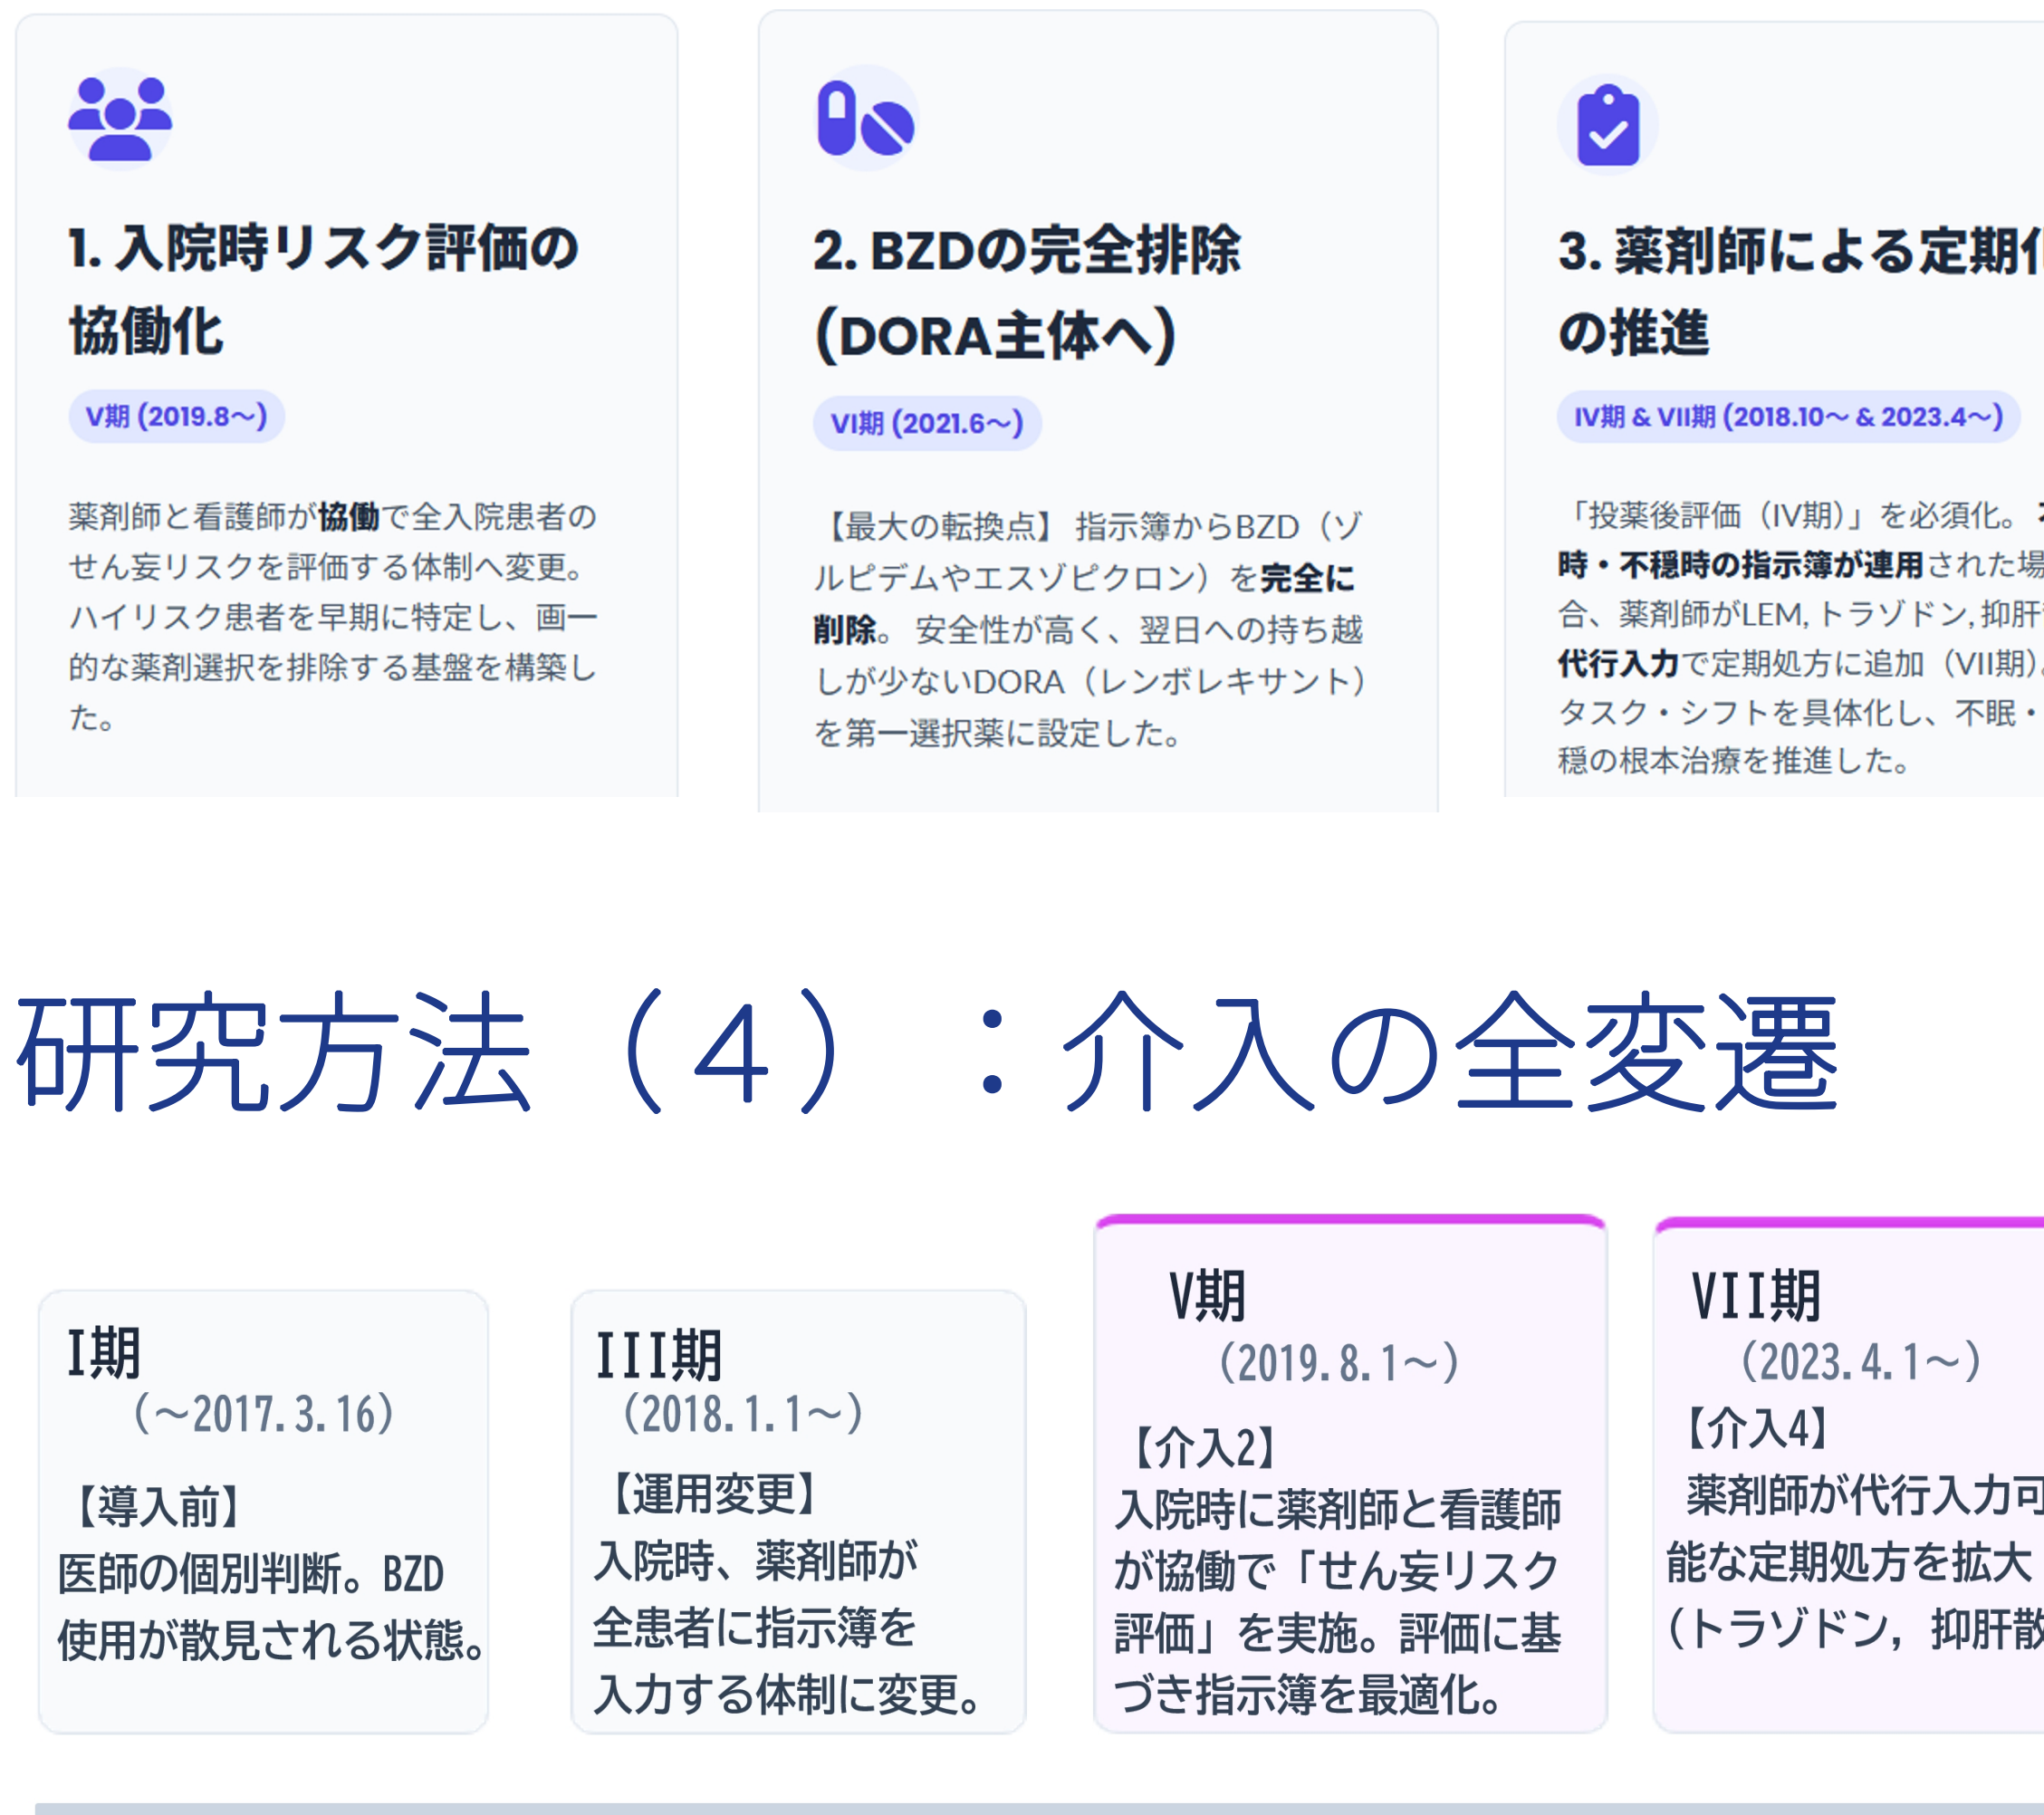 1. 入院時リスク評価の
協働化
V期 (2019.8〜)
薬剤師と看護師が協働で全入院患者の
せん妄リスクを評価する体制へ変更。
ハイリスク患者を早期に特定し、画一
的な薬剤選択を排除する基盤を構築し
た。
2. BZDの完全排除
(DORA主体へ)
VI期 (2021.6〜)
【最大の転換点】 指示簿からBZD（ゾ
ルピデムやエスゾピクロン）を完全に
削除。 安全性が高く、翌日への持ち越
しが少ないDORA（レンボレキサント）
を第一選択薬に設定した。
3. 薬剤師による定期
の推進
IV期 & VII期 (2018.10〜 & 2023.4〜)
「投薬後評価（IV期）」を必須化。
時・不穏時の指示簿が連用された場
合、薬剤師がLEM, トラゾドン, 抑肝
代行入力で定期処方に追加（VII期）。
タスク・シフトを具体化し、不眠・
穏の根本治療を推進した。
研究方法（４）：介入の全変遷
I期
（〜2017.3.16）
【導入前】
医師の個別判断。BZD
使用が散見される状態。
III期
（2018.1.1〜）
【運用変更】
入院時、薬剤師が
全患者に指示簿を
入力する体制に変更。
V期
（2019.8.1〜）
【介入2】
入院時に薬剤師と看護師
が協働で「せん妄リスク
評価」を実施。評価に基
づき指示簿を最適化。
VII期
（2023.4.1〜）
【介入4】
薬剤師が代行入力可
能な定期処方を拡大
（トラゾドン，抑肝散